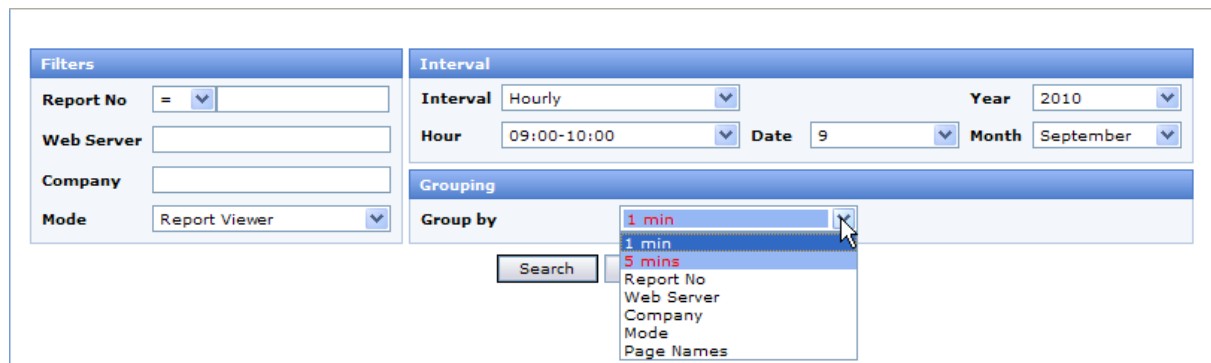 Filters
Report No = 
Web Server
Company
Mode Report Viewer
Interval
Interval Hourly Year 2010
Hour 09:00-10:00 Date 9 Month September
Grouping
Group by 1 min
1 min
5 mins
Report No
Web Server
Company
Mode
Page Names
Search